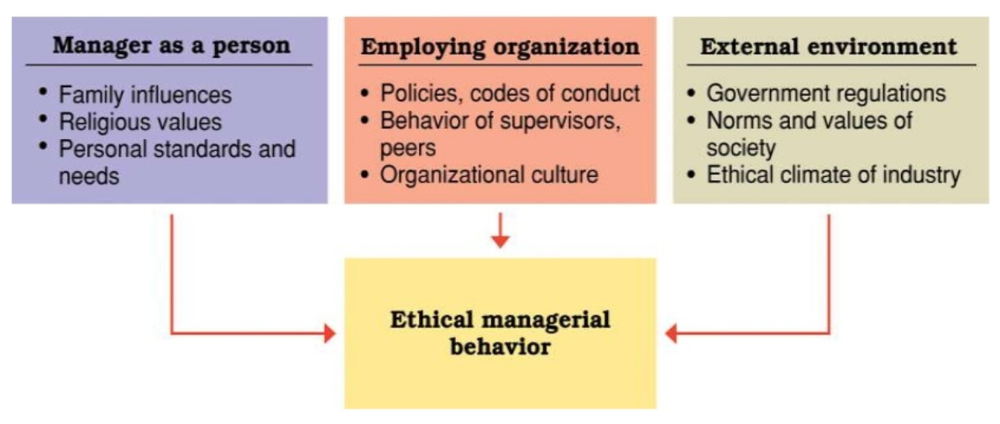 Manager as a person
• Family influences
• Religious values
• Personal standards and
needs
Employing organization
• Policies, codes of conduct
• Behavior of supervisors,
peers
• Organizational culture
External environment
• Government regulations
• Norms and values of
society
• Ethical climate of industry
Ethical managerial
behavior